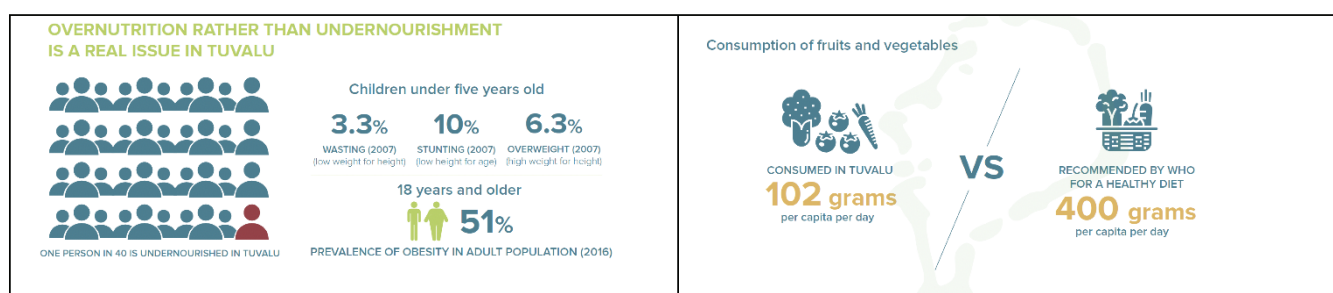 OVERNUTRITION RATHER THAN UNDERNOURISHMENT
IS A REAL ISSUE IN TUVALU
Children under five years old
3.3% 10% 6.3%
WASTING (2007) STUNTING (2007) OVERWEIGHT (2007)
(low weight for height) (low height for age) (high weight for height)
18 years and older
51%
ONE PERSON IN 40 IS UNDERNOURISHED IN TUVALU
PREVALENCE OF OBESITY IN ADULT POPULATION (2016)
Consumption of fruits and vegetables
CONSUMED IN TUVALU
102 grams
per capita per day
VS
RECOMMENDED BY WHO
FOR A HEALTHY DIET
400 grams
per capita per day